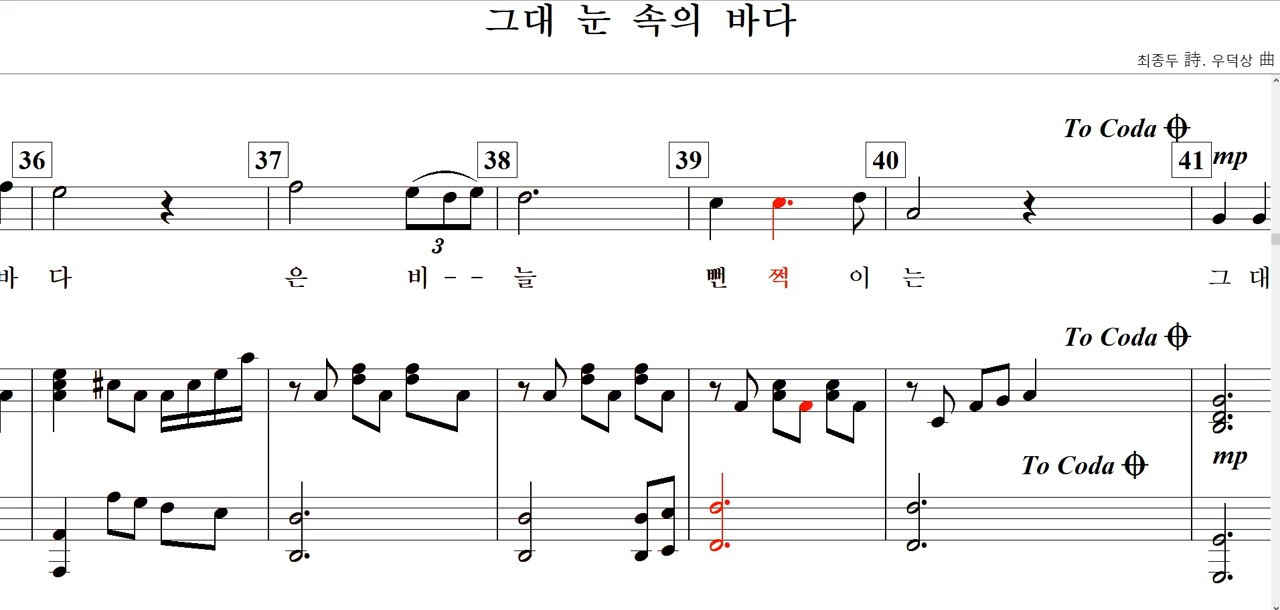 그대 눈 속의 바다
최종두 詩. 우덕상 曲
To Coda
36 37 38 39 40 41 mp
3
바 다 은 비 - - 늘 뻔 쩍 이 는 그 대
To Coda
mp
To Coda